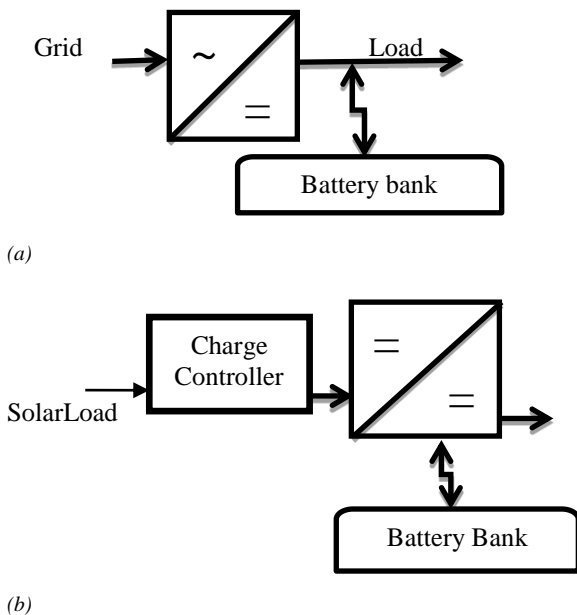 Grid
Load
~
=
Battery bank
(a)
Charge
Controller
=
=
SolarLoad
Battery Bank
(b)